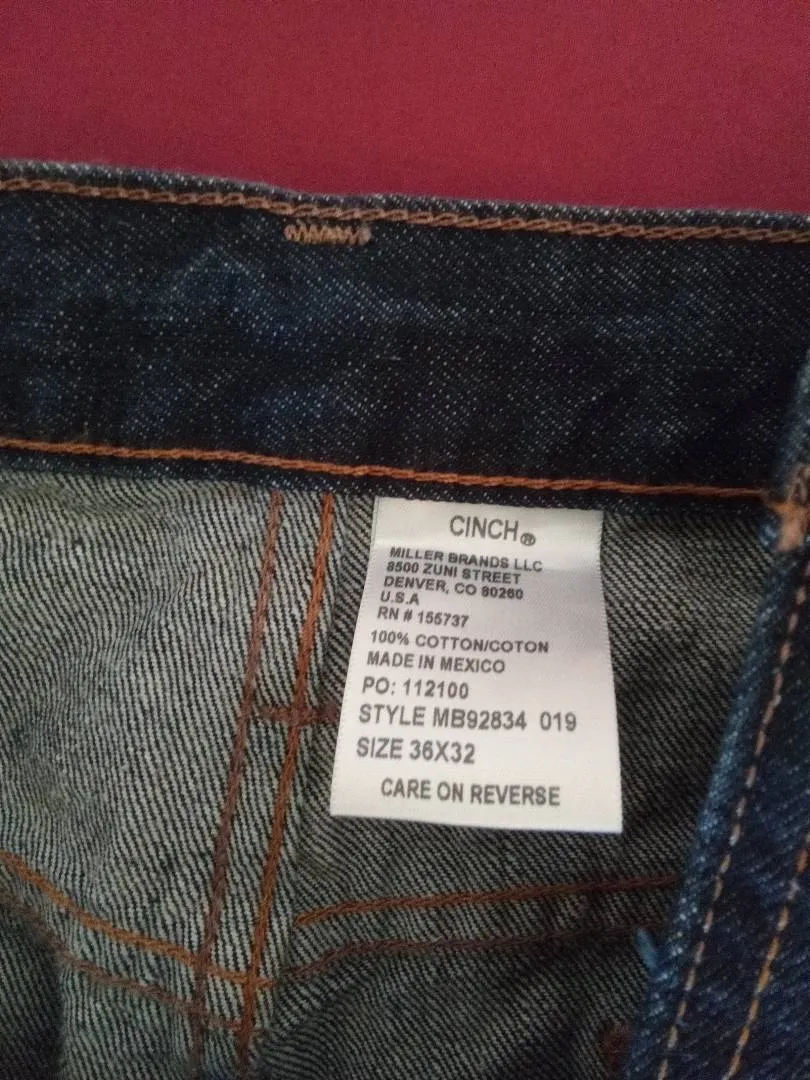 CINCH®
MILLER BRANDS LLC
8500 ZUNI STREET
DENVER, CO 80260
U.S.A
RN # 155737
100% COTTON/COTON
MADE IN MEXICO
PO: 112100
STYLE MB92834 019
SIZE 36X32
CARE ON REVERSE